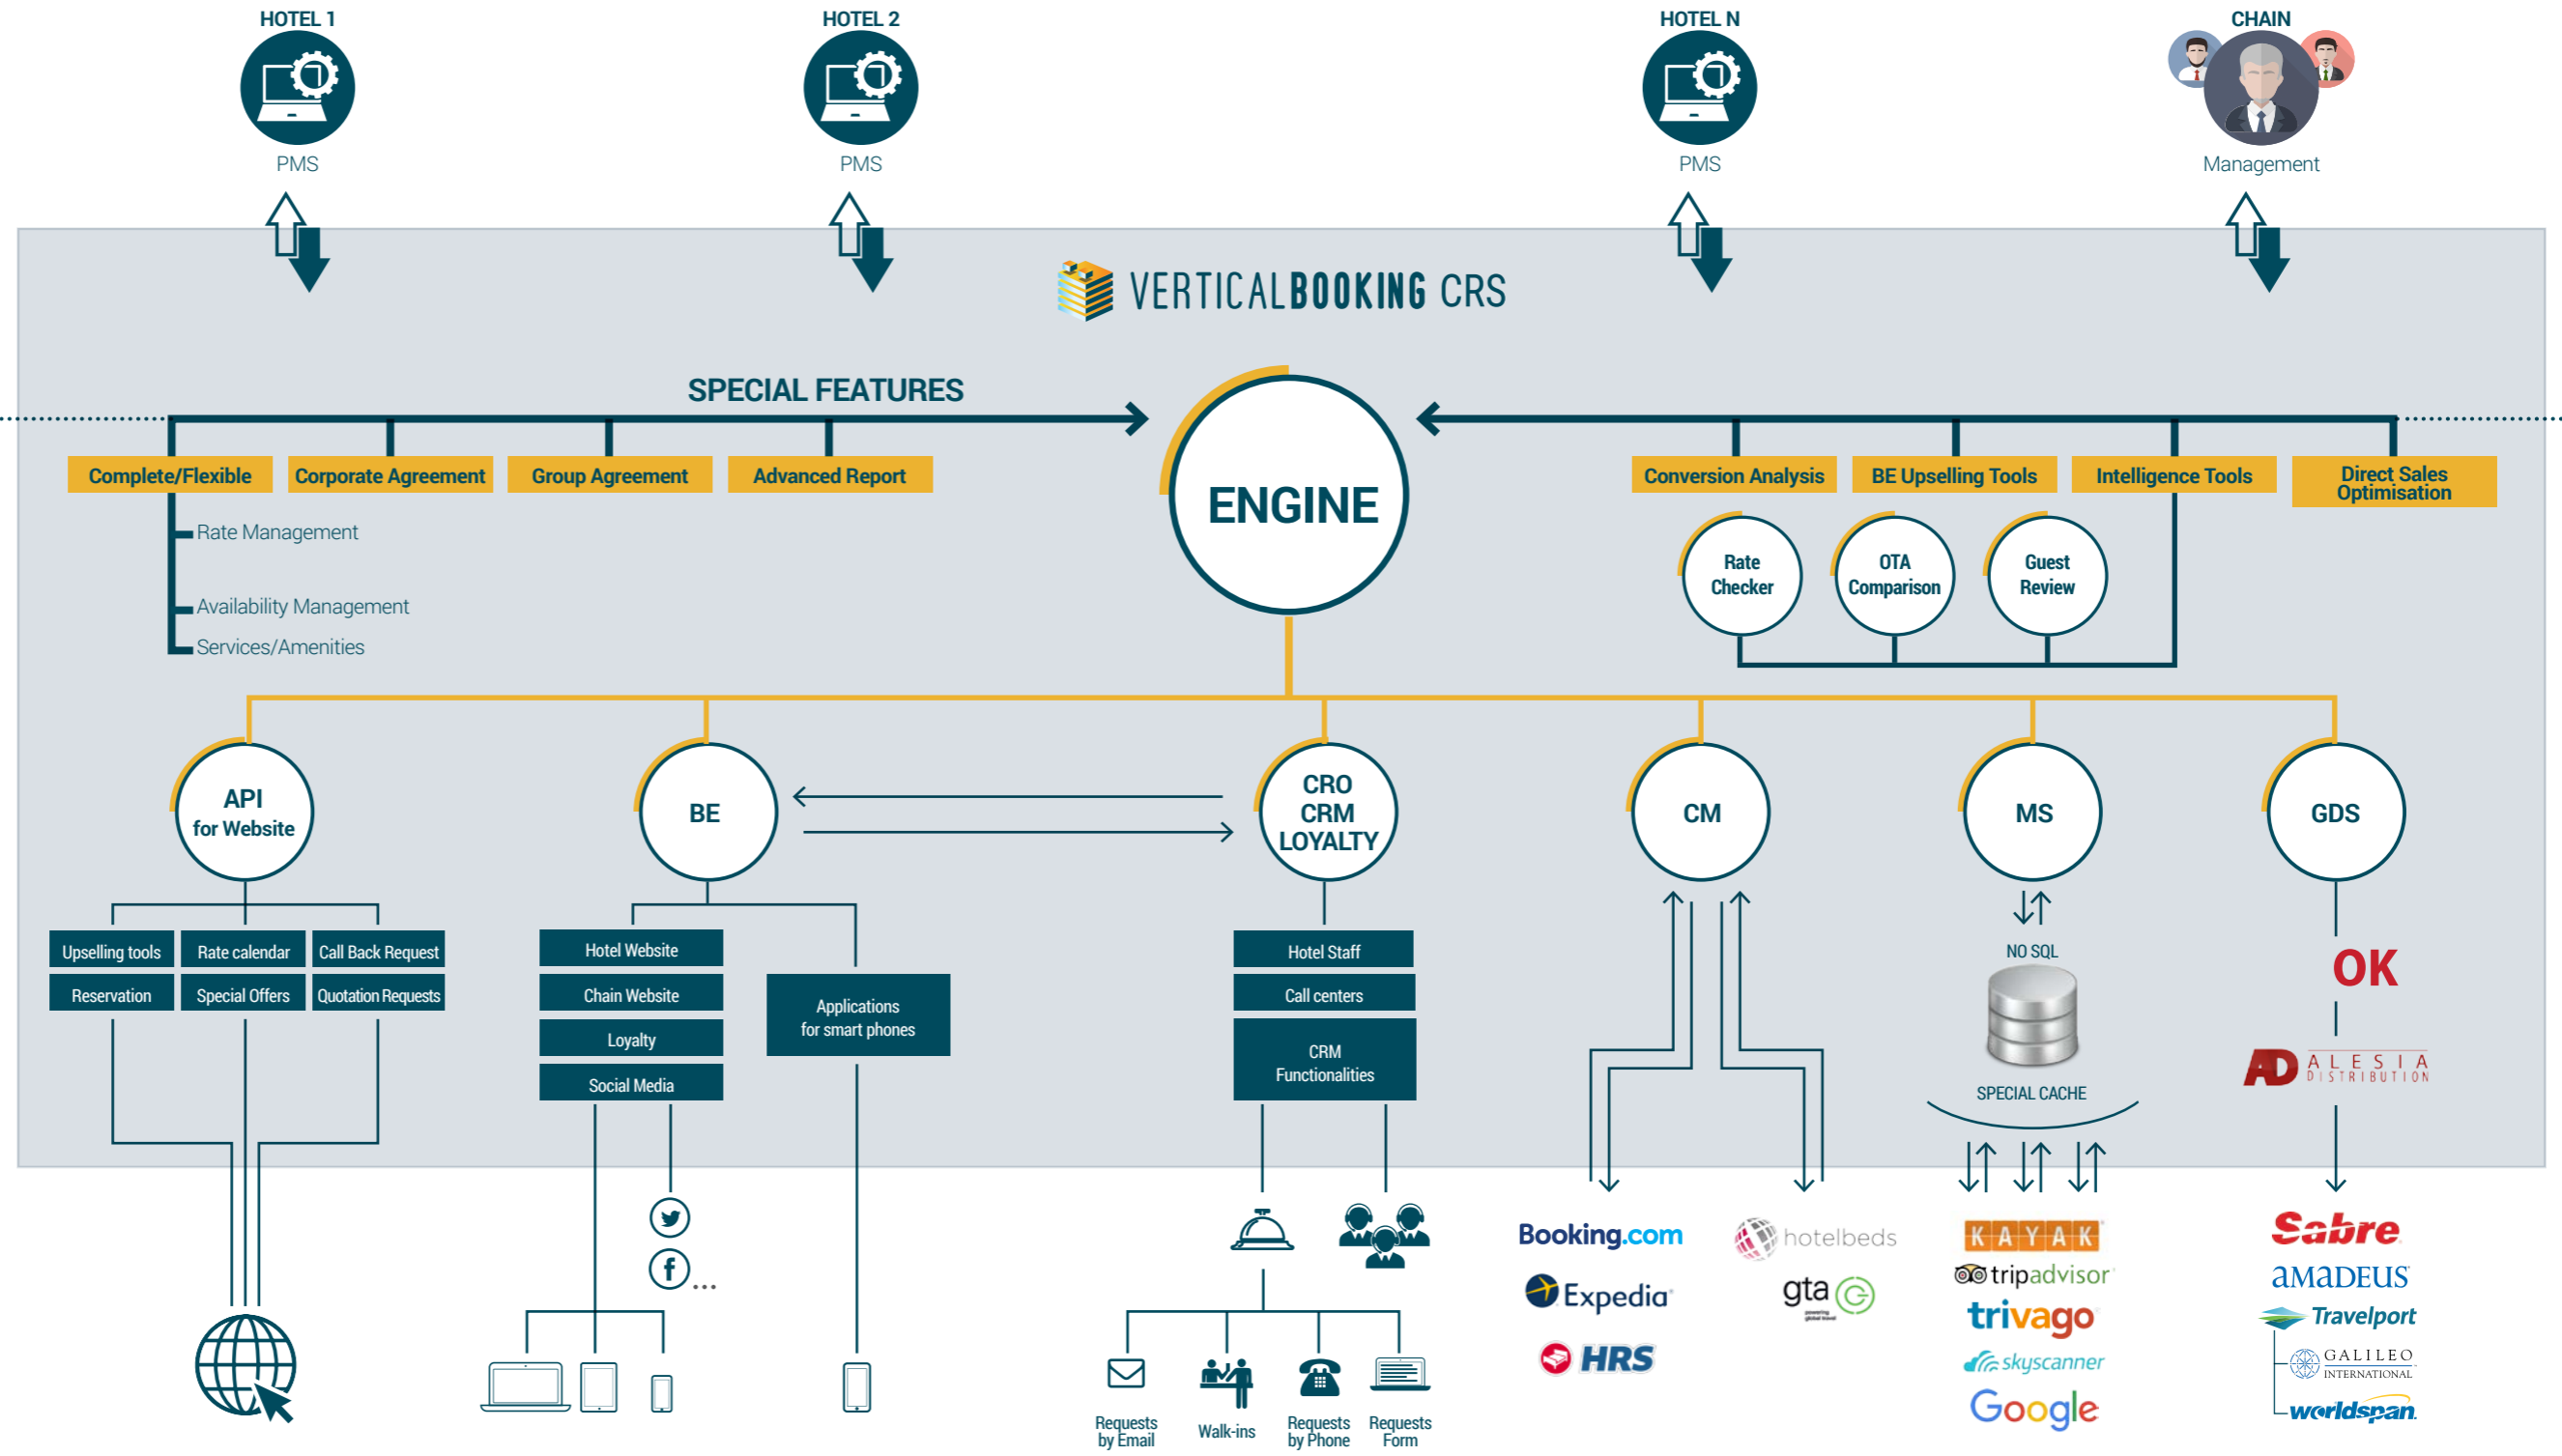 HOTEL 1
HOTEL 2
HOTEL N
CHAIN
PMS
PMS
PMS
Management
VERTICALBOOKING CRS
SPECIAL FEATURES
ENGINE
Complete/Flexible
Corporate Agreement
Group Agreement
Advanced Report
Conversion Analysis
BE Upselling Tools
Intelligence Tools
Direct Sales
Optimisation
Rate Management
Availability Management
Services/Amenities
Rate
Checker
OTA
Comparison
Guest
Review
API
for Website
BE
CRO
CRM
LOYALTY
CM
MS
GDS
Upselling tools
Rate calendar
Call Back Request
Reservation
Special Offers
Quotation Requests
Hotel Website
Chain Website
Loyalty
Social Media
Applications
for smart phones
Hotel Staff
Call centers
CRM
Functionalities
NO SQL
SPECIAL CACHE
OK
AD ALESIA
DISTRIBUTION
...
Requests
by Email
Walk-ins
Requests
by Phone
Requests
Form
Booking.com
Expedia
HRS
hotelbeds
gta
powering
global travel
KAYAK
tripadvisor
trivago
skyscanner
Google
Sabre
amadeus
Travelport
GALILEO
INTERNATIONAL
worldspan